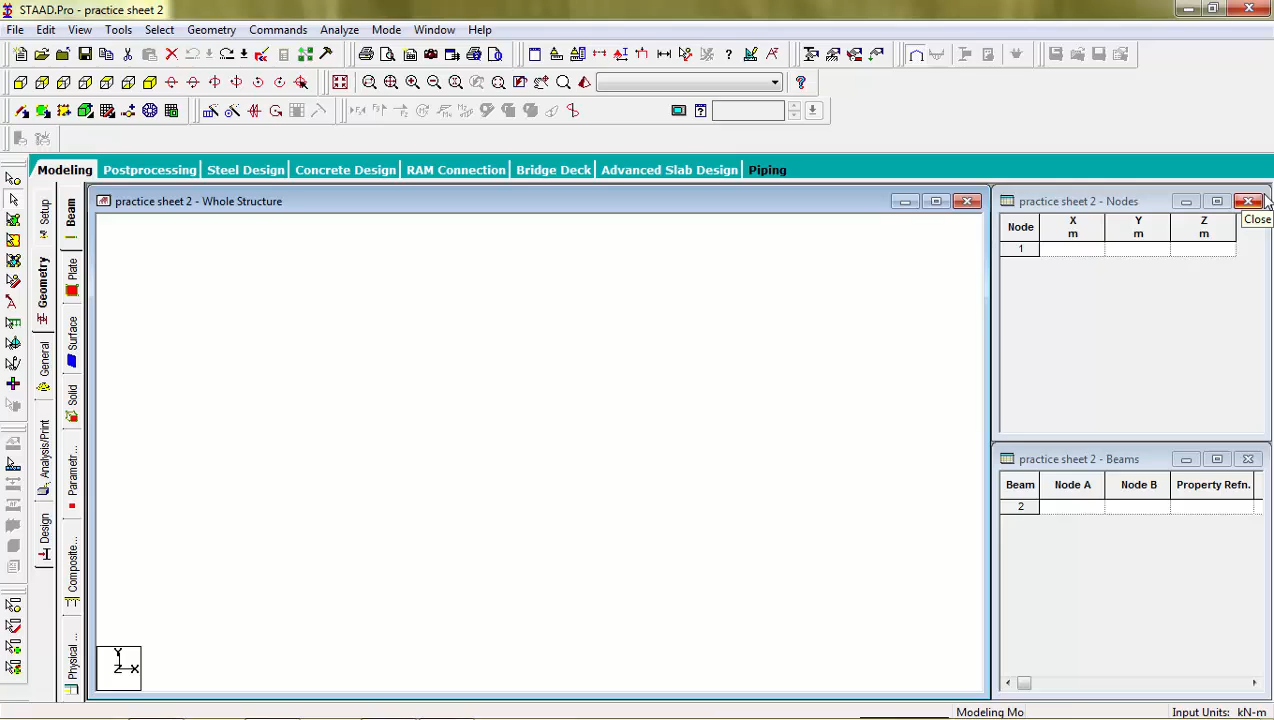 STAAD.Pro - practice sheet 2
File Edit View Tools Select Geometry Commands Analyze Mode Window Help
Modeling Postprocessing Steel Design Concrete Design RAM Connection Bridge Deck Advanced Slab Design Piping
Setup
Geometry
General
Analysis/Print
Design
Beam
Plate
Surface
Solid
Parametr...
Composite...
Physical ...
practice sheet 2 - Whole Structure
Y
Z X
practice sheet 2 - Nodes
Close
Node X Y Z
m m m
1
practice sheet 2 - Beams
Beam Node A Node B Property Refn.
2
Modeling Mo Input Units: kN-m